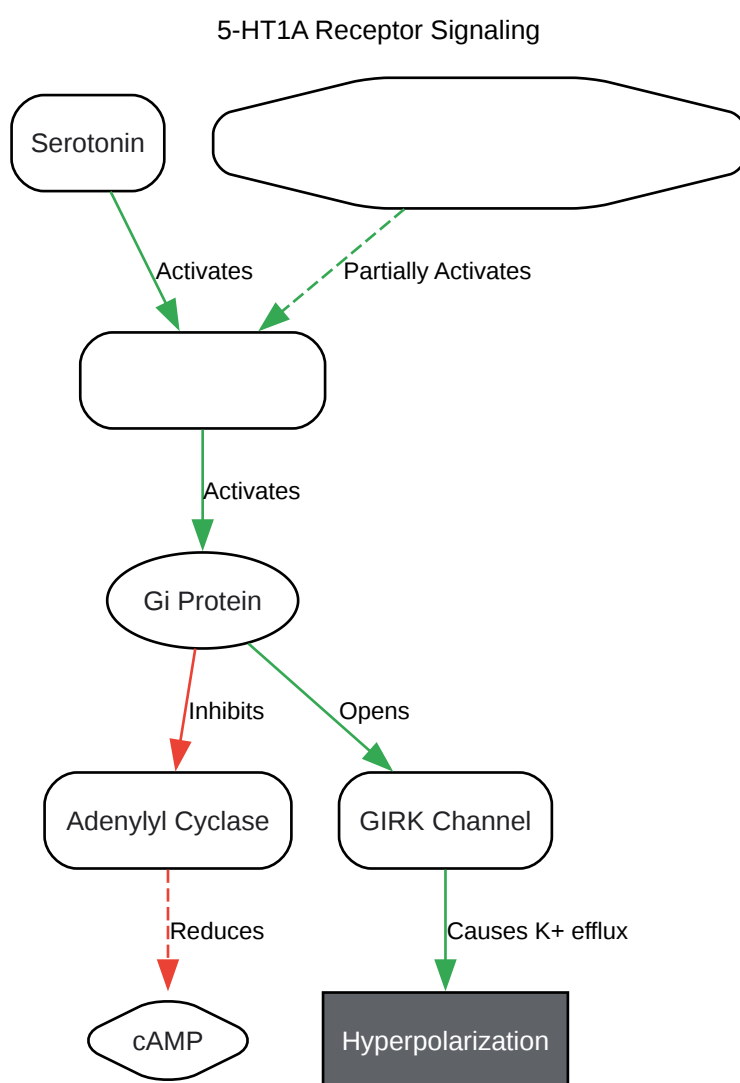 5-HT1A Receptor Signaling
Serotonin
Activates
Partially Activates
Activates
Gi Protein
Inhibits
Opens
Adenylyl Cyclase
GIRK Channel
Reduces
Causes K+ efflux
cAMP
Hyperpolarization